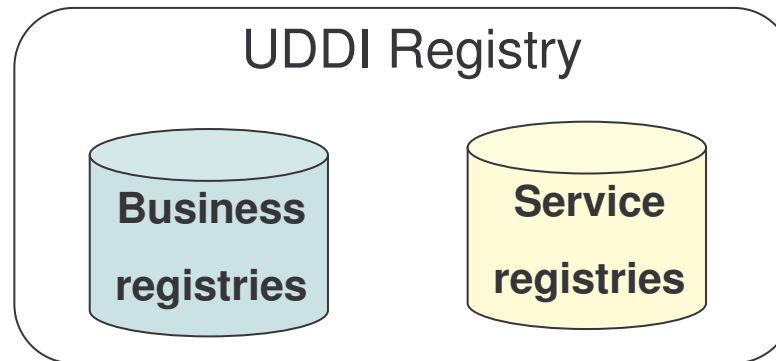 UDDI Registry
Business
registries
Service
registries